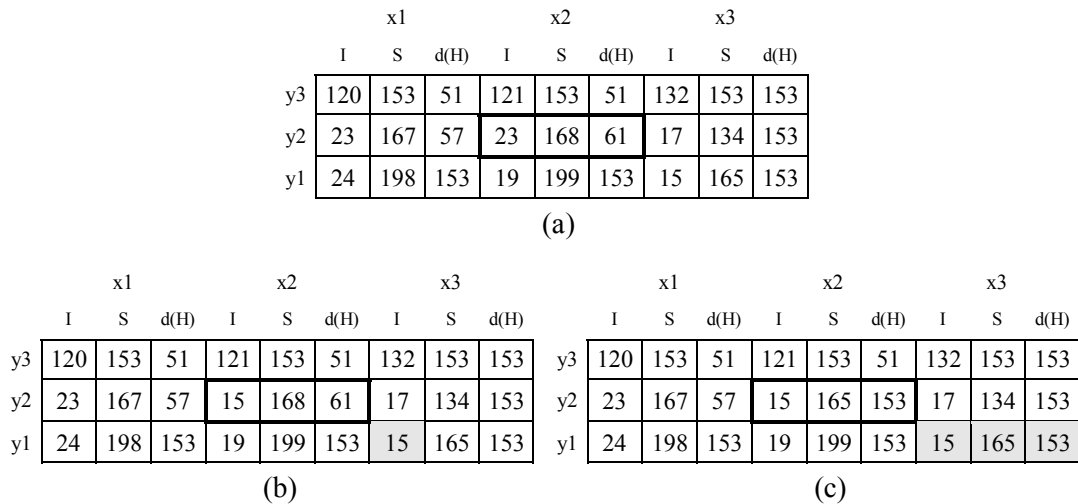 x1 x2 x3
I S d(H) I S d(H) I S d(H)
y3 120 153 51 121 153 51 132 153 153
y2 23 167 57 23 168 61 17 134 153
y1 24 198 153 19 199 153 15 165 153
(a)
x1 x2 x3
I S d(H) I S d(H) I S d(H)
y3 120 153 51 121 153 51 132 153 153
y2 23 167 57 15 168 61 17 134 153
y1 24 198 153 19 199 153 15 165 153
(b)
x1 x2 x3
I S d(H) I S d(H) I S d(H)
y3 120 153 51 121 153 51 132 153 153
y2 23 167 57 15 165 153 17 134 153
y1 24 198 153 19 199 153 15 165 153
(c)